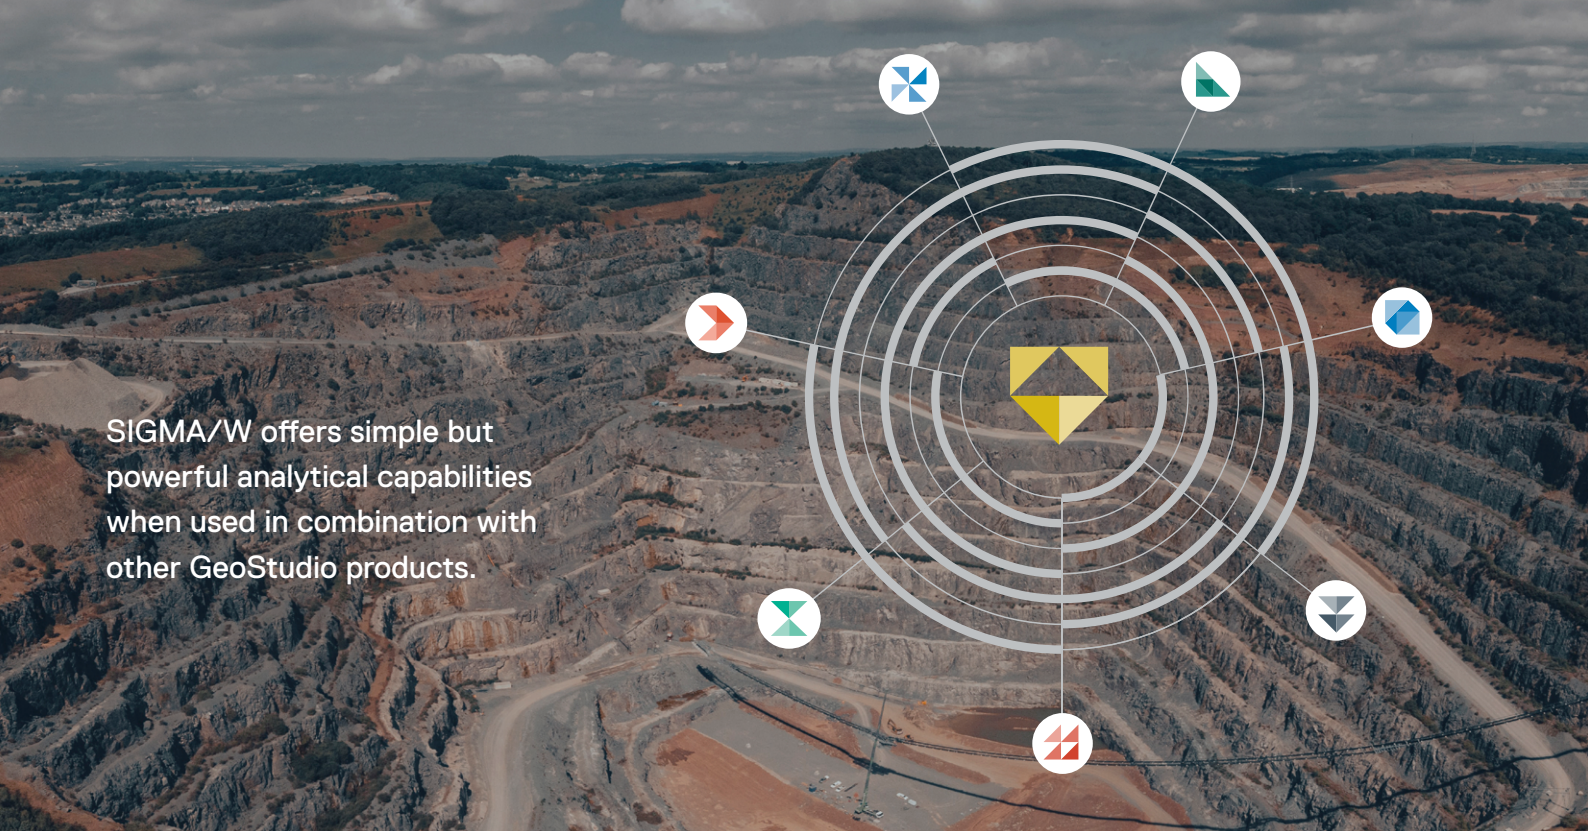 SIGMA/W offers simple but
powerful analytical capabilities
when used in combination with
other GeoStudio products.